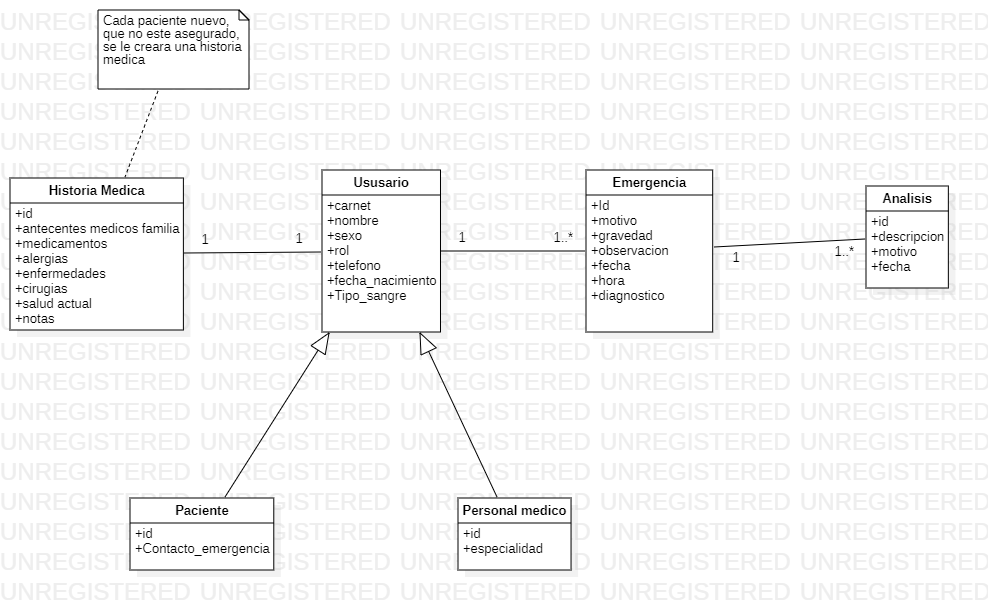 Cada paciente nuevo,
que no este asegurado,
se le creara una historia
medica
Historia Medica
+id
+antecentes medicos familia
+medicamentos
+alergias
+enfermedades
+cirugias
+salud actual
+notas
1
1
Ususario
+carnet
+nombre
+sexo
+rol
+telefono
+fecha_nacimiento
+Tipo_sangre
1
1..*
Emergencia
+Id
+motivo
+gravedad
+observacion
+fecha
+hora
+diagnostico
1
1..*
Analisis
+id
+descripcion
+motivo
+fecha
Paciente
+id
+Contacto_emergencia
Personal medico
+id
+especialidad
UNREGISTERED